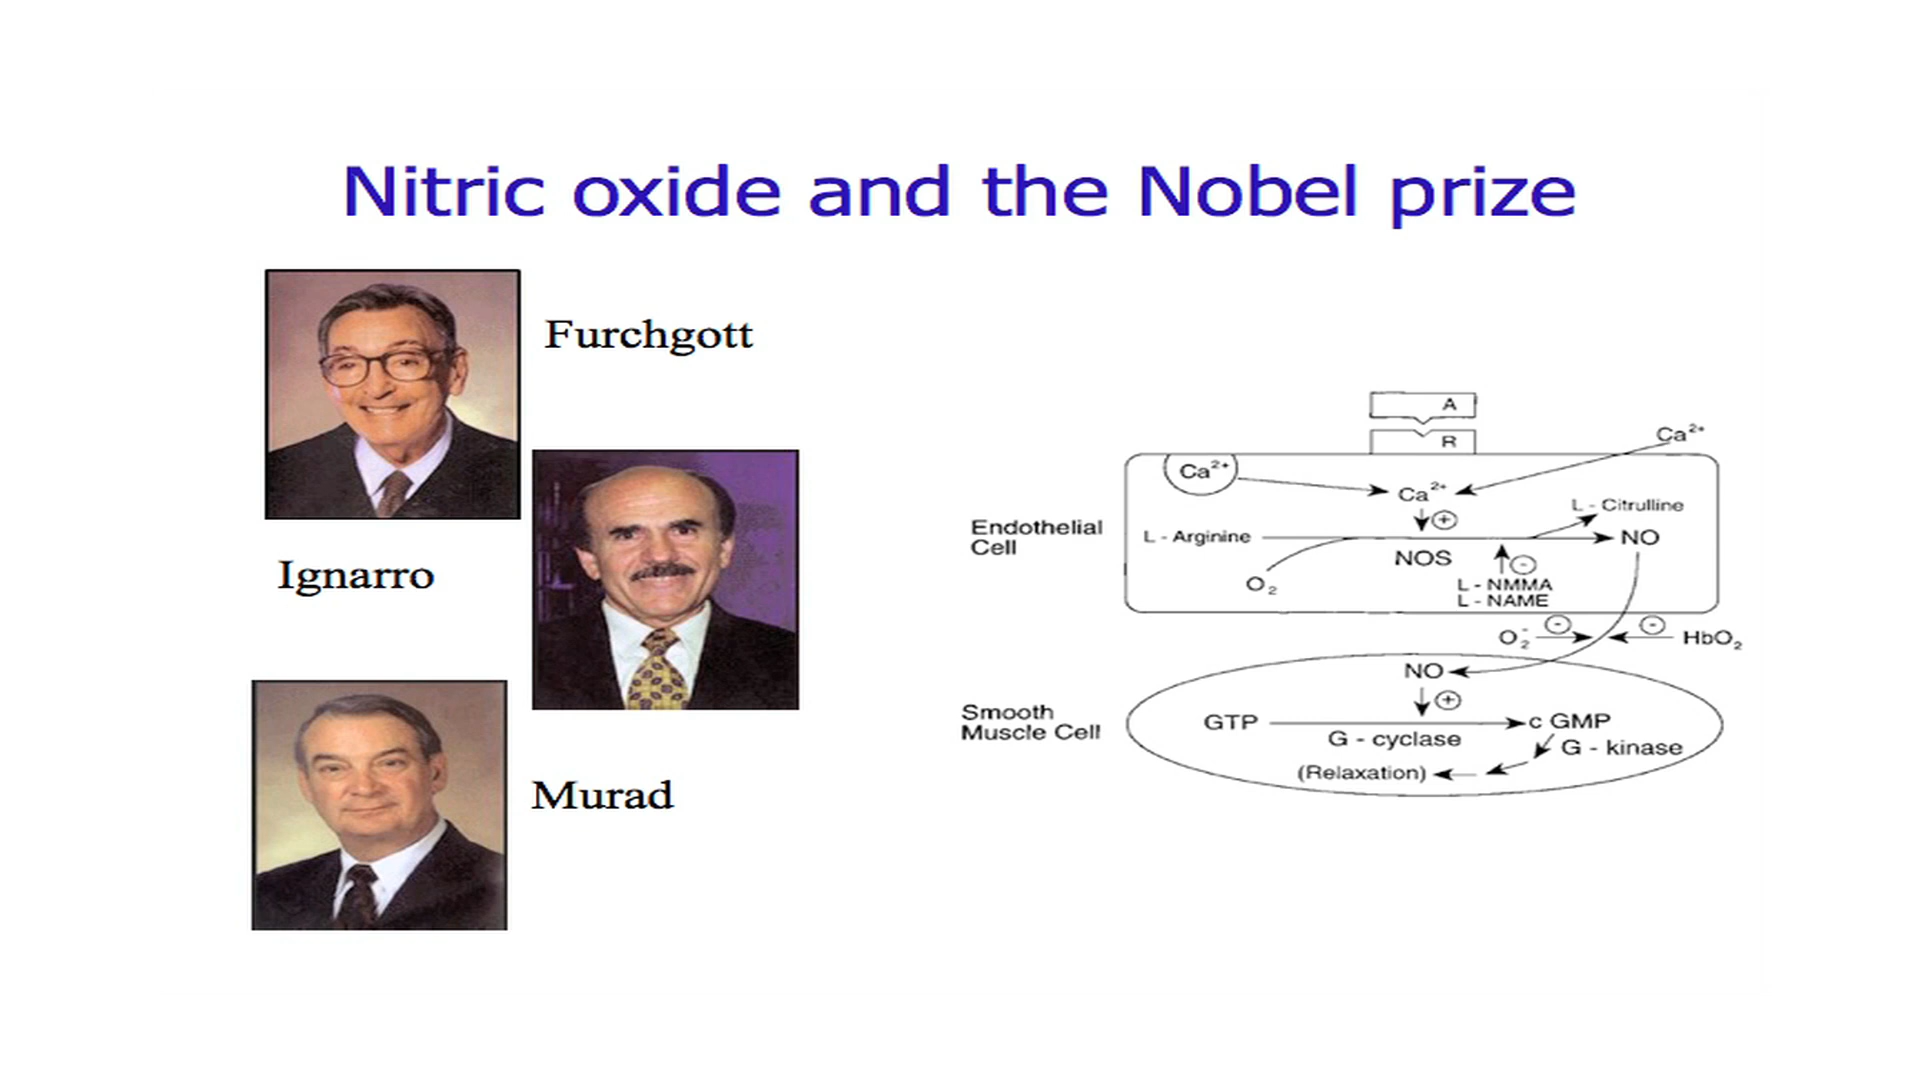 Nitric oxide and the Nobel prize
Furchgott
Ignarro
Murad
A
R
Ca2+
Ca2+
Ca2+
+
L - Citrulline
Endothelial
Cell
L - Arginine
NO
NOS
-
O2
L - NMMA
L - NAME
-
-
O2-
HbO2
NO
+
Smooth
Muscle Cell
GTP
c GMP
G - cyclase
G - kinase
(Relaxation)